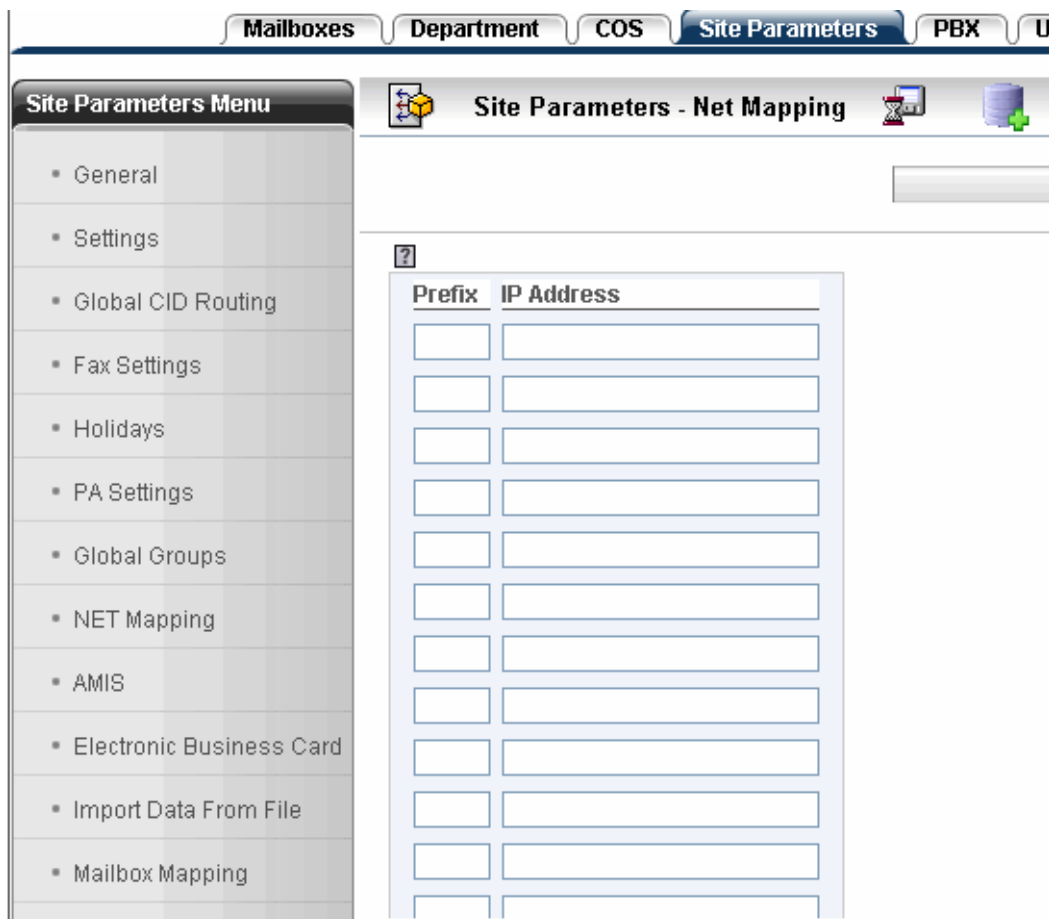 Mailboxes Department COS Site Parameters PBX U
Site Parameters Menu
Site Parameters - Net Mapping
General
Settings
Global CID Routing
Fax Settings
Holidays
PA Settings
Global Groups
NET Mapping
AMIS
Electronic Business Card
Import Data From File
Mailbox Mapping
?
Prefix IP Address